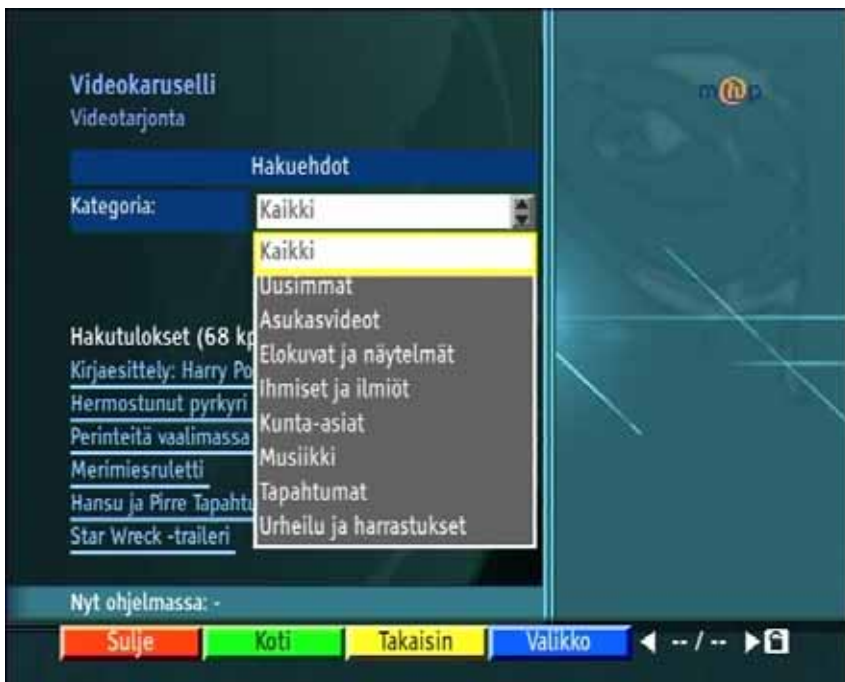 Videokaruselli
Videotarjonta
m@p
Hakuehdot
Kategoria:
Kaikki
Kaikki
Uusimmat
Asukasvideot
Elokuvat ja näytelmät
Ihmiset ja ilmiöt
Kunta-asiat
Musiikki
Tapahtumat
Urheilu ja harrastukset
Hakutulokset (68 kp
Kirjaesittely: Harry Po
Hermostunut pyrkyri
Perinteitä vaalimassa
Merimiesruletti
Hansu ja Pirre Tapahtu
Star Wreck -traileri
Nyt ohjelmassa: -
Sulje Koti Takaisin Valikko -- / --